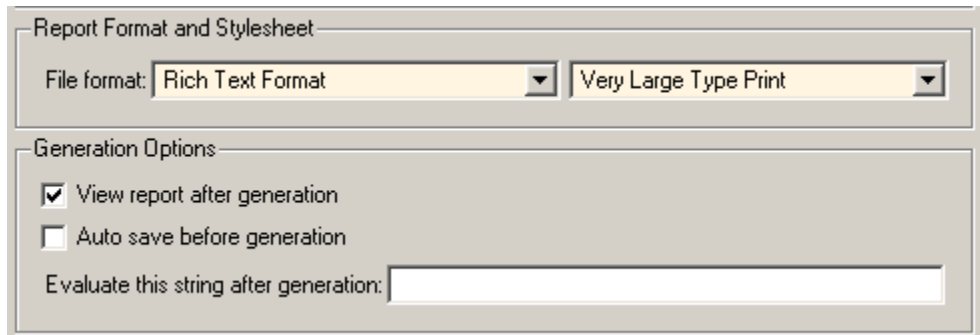 Report Format and Stylesheet
File format: Rich Text Format Very Large Type Print
Generation Options
View report after generation
Auto save before generation
Evaluate this string after generation: